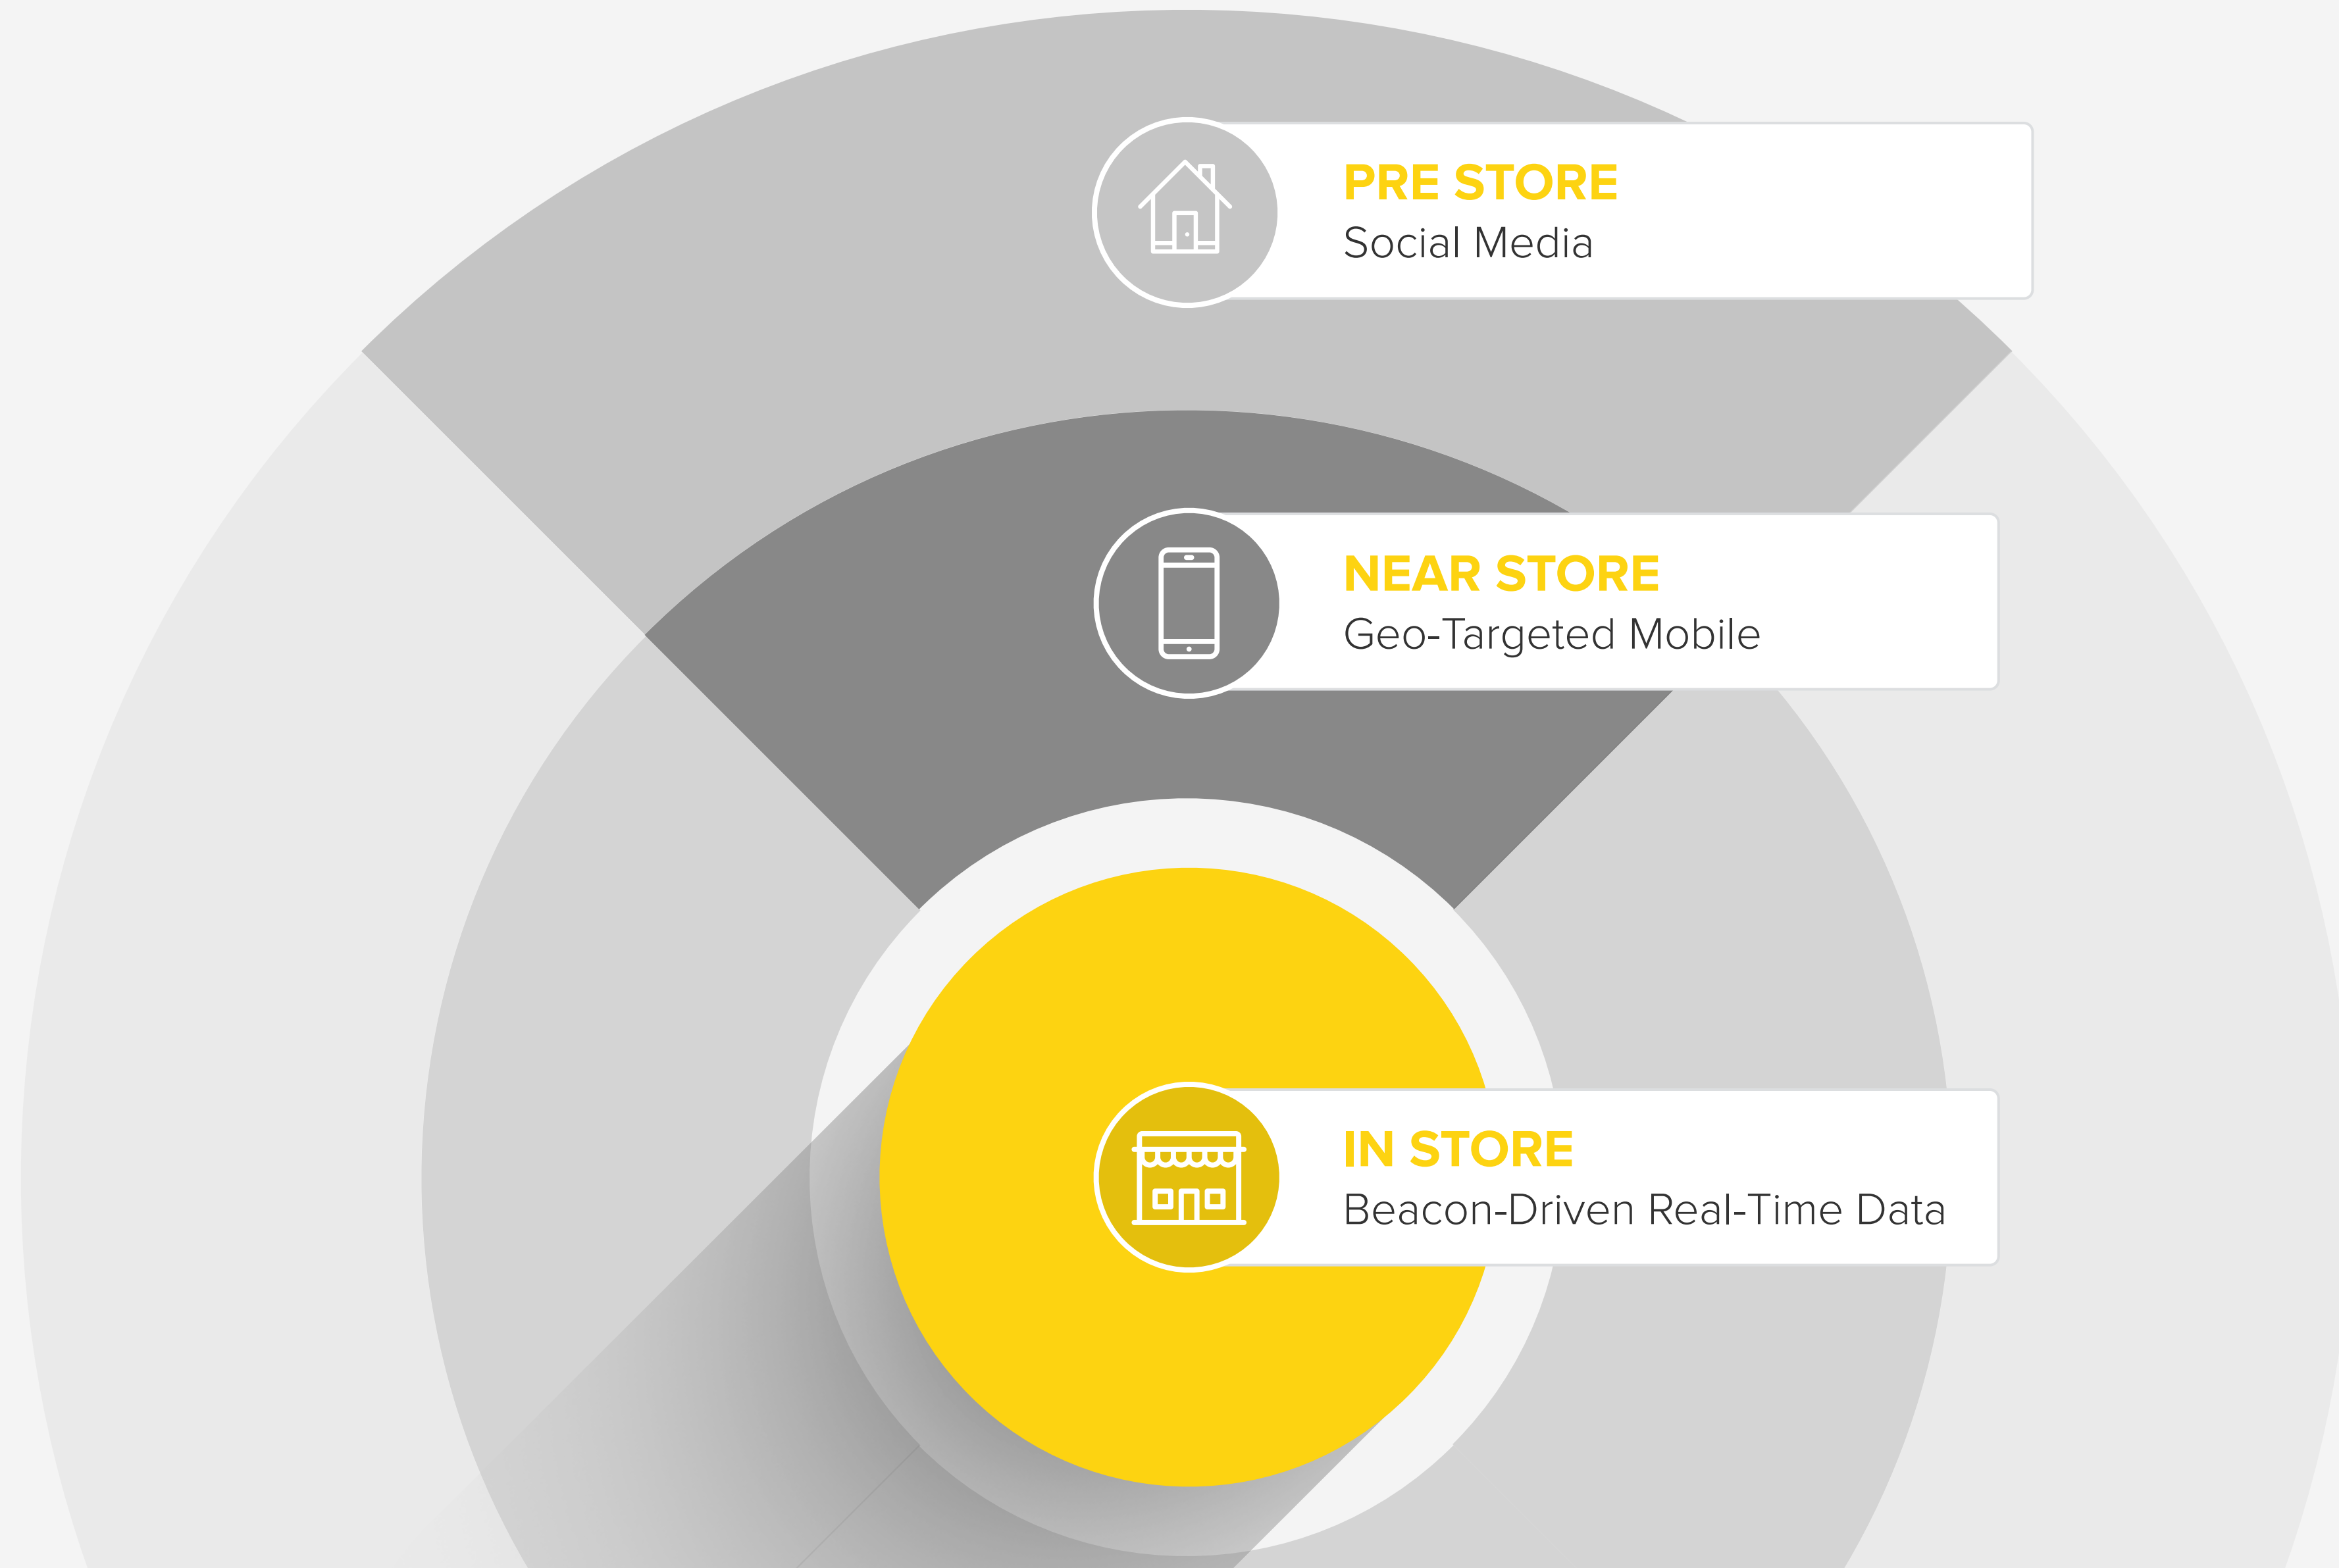 PRE STORE
Social Media
NEAR STORE
Geo-Targeted Mobile
IN STORE
Beacon-Driven Real-Time Data